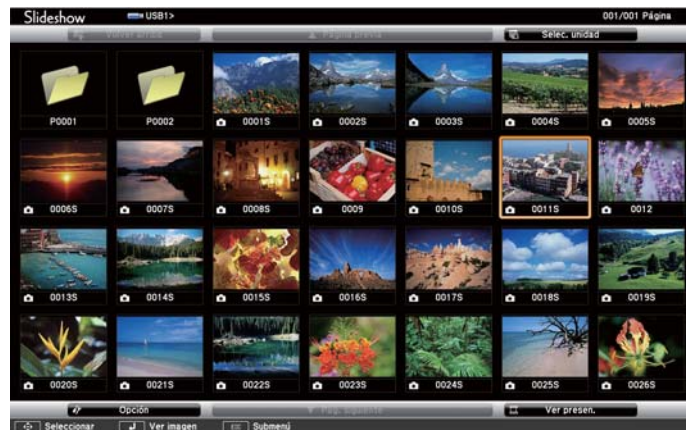 Slideshow USB1> 001/001 Página
Volver arriba Página previa Selec. unidad
P0001 P0002 0001S 0002S 0003S 0004S 0005S
0006S 0007S 0008S 0009 0010S 0011S 0012
0013S 0014S 0015S 0016S 0017S 0018S 0019S
0020S 0021S 0022S 0023S 0024S 0025S 0026S
Opción Pág. siguiente Ver presen.
Seleccionar Ver imagen Submenú